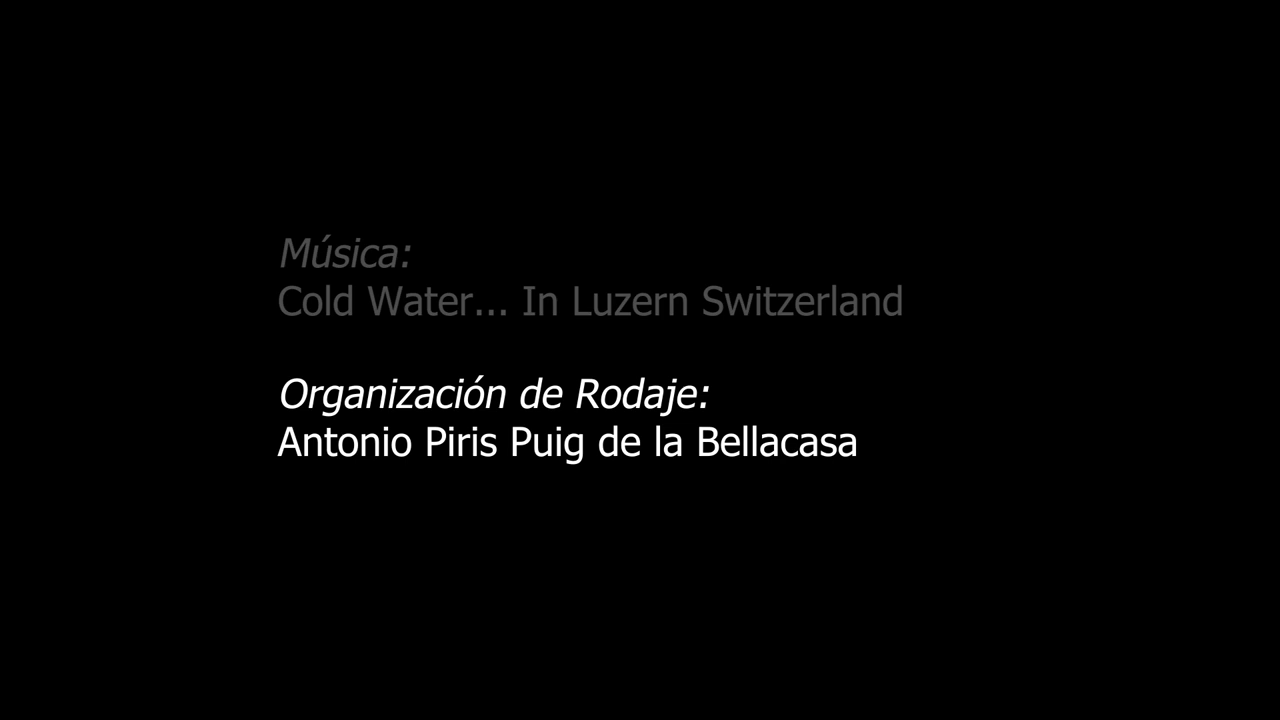 Música:
Cold Water... In Luzern Switzerland
Organización de Rodaje:
Antonio Piris Puig de la Bellacasa